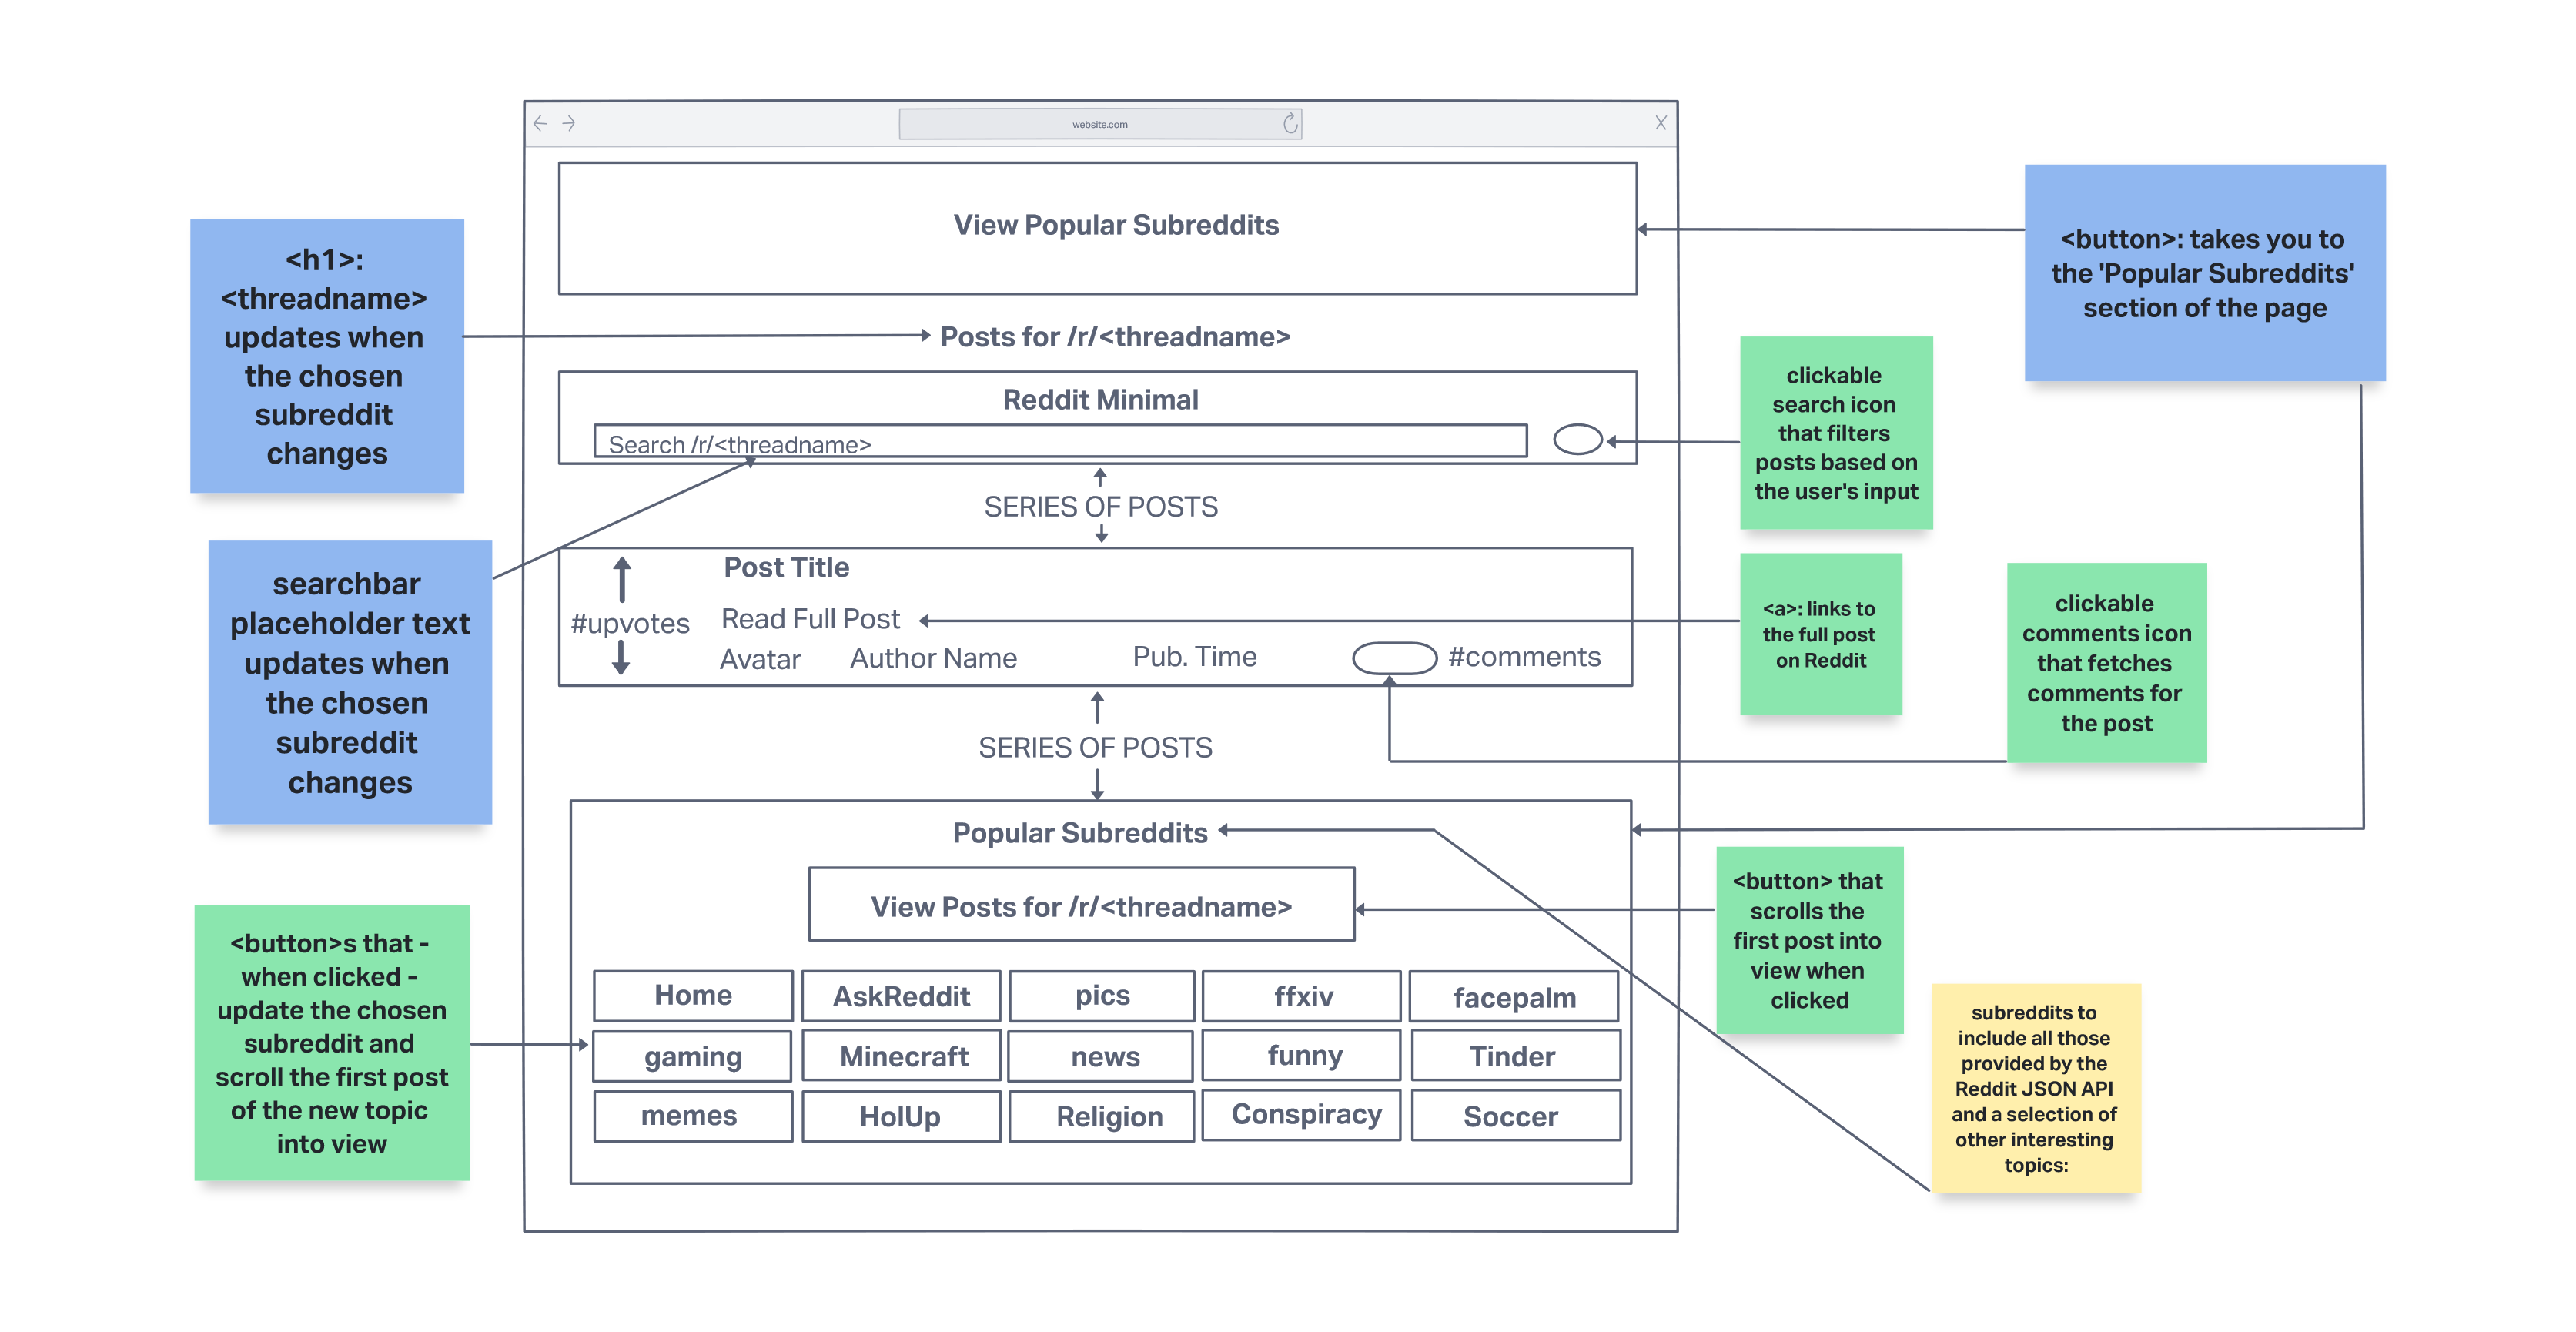 website.com
X
View Popular Subreddits
<h1>:
<threadname>
updates when
the chosen
subreddit
changes
<button>: takes you to
the 'Popular Subreddits'
section of the page
Posts for /r/<threadname>
Reddit Minimal
Search /r/<threadname>
clickable
search icon
that filters
posts based on
the user's input
SERIES OF POSTS
searchbar
placeholder text
updates when
the chosen
subreddit
changes
Post Title
#upvotes
Read Full Post
Avatar
Author Name
Pub. Time
#comments
<a>: links to
the full post
on Reddit
clickable
comments icon
that fetches
comments for
the post
SERIES OF POSTS
Popular Subreddits
View Posts for /r/<threadname>
<button> that
scrolls the
first post into
view when
clicked
<button>s that -
when clicked -
update the chosen
subreddit and
scroll the first post
of the new topic
into view
Home
AskReddit
pics
ffxiv
facepalm
gaming
Minecraft
news
funny
Tinder
memes
HolUp
Religion
Conspiracy
Soccer
subreddits to
include all those
provided by the
Reddit JSON API
and a selection of
other interesting
topics: